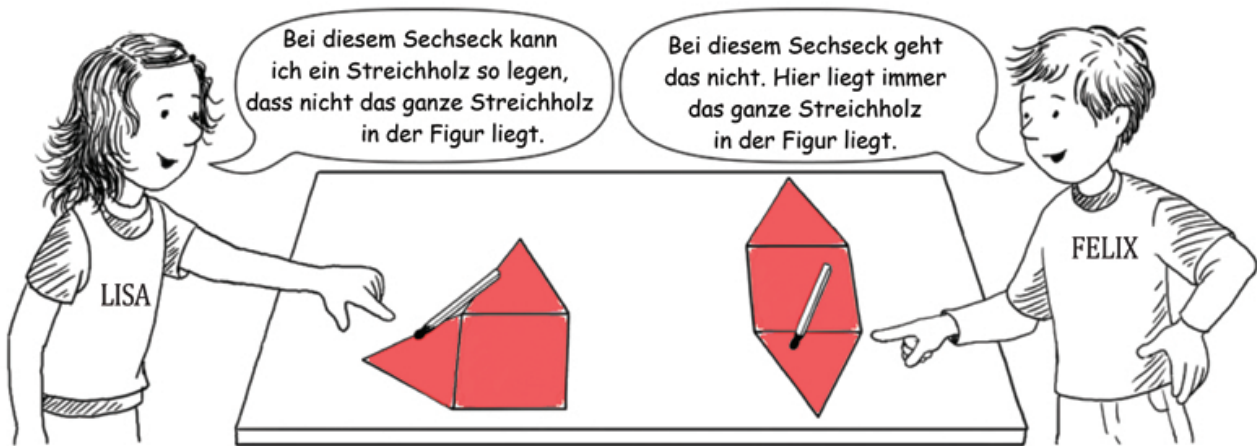 Bei diesem Sechseck kann
ich ein Streichholz so legen,
dass nicht das ganze Streichholz
in der Figur liegt.
Bei diesem Sechseck geht
das nicht. Hier liegt immer
das ganze Streichholz
in der Figur liegt.
LISA
FELIX